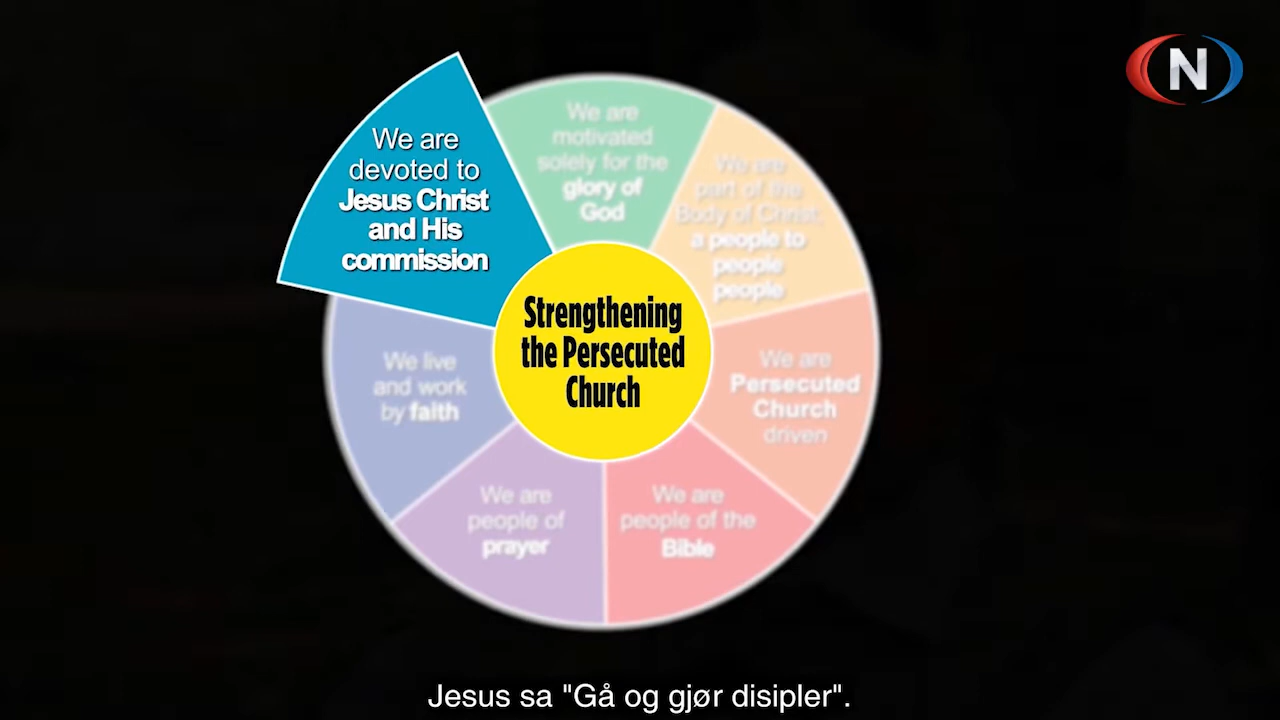 N
We are
devoted to
Jesus Christ
and His
commission
We are
motivated
solely for the
glory of
God
We are
part of the
Body of Christ,
a people to
people
people
We are
Persecuted
Church
driven
We are
people of the
Bible
We are
people of
prayer
We live
and work
by faith
Strengthening
the Persecuted
Church
Jesus sa "Gå og gjør disipler".